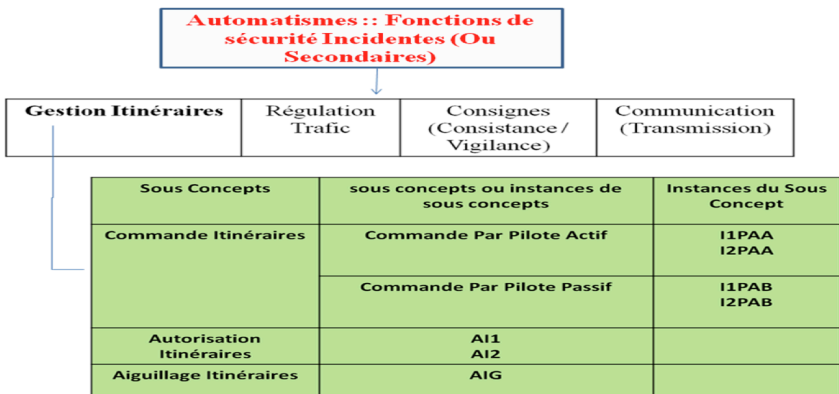 Automatismes :: Fonctions de
sécurité Incidentes (Ou
Secondaires)
Gestion Itinéraires
Régulation
Trafic
Consignes
(Consistance /
Vigilance)
Communication
(Transmission)
Sous Concepts
sous concepts ou instances de
sous concepts
Instances du Sous
Concept
Commande Itinéraires
Commande Par Pilote Actif
I1PAA
I2PAA
Commande Par Pilote Passif
I1PAB
I2PAB
Autorisation
Itinéraires
AI1
AI2
Aiguillage Itinéraires
AIG